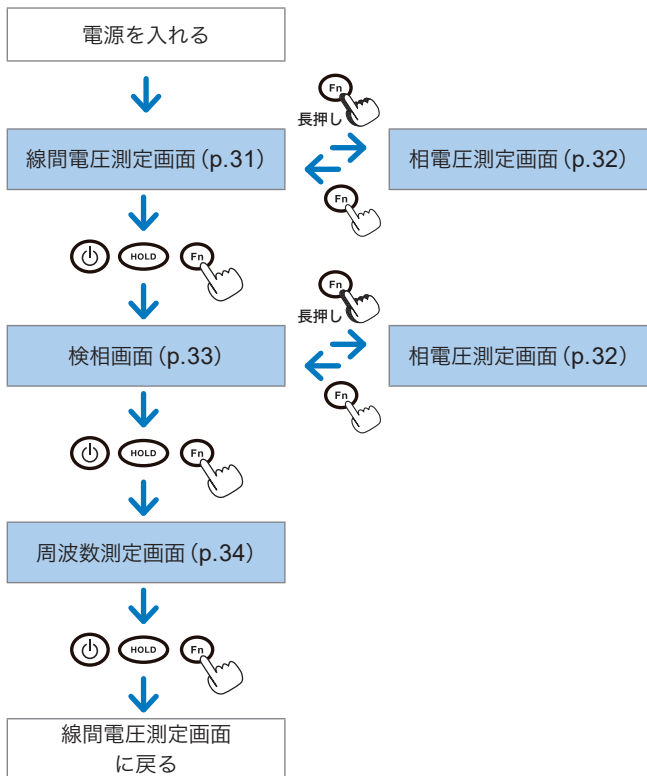 電源を入れる
Fn
長押し
線間電圧測定画面 (p.31)
相電圧測定画面 (p.32)
Fn
HOLD Fn
Fn
長押し
検相画面 (p.33)
相電圧測定画面 (p.32)
Fn
HOLD Fn
周波数測定画面 (p.34)
HOLD Fn
線間電圧測定画面
に戻る